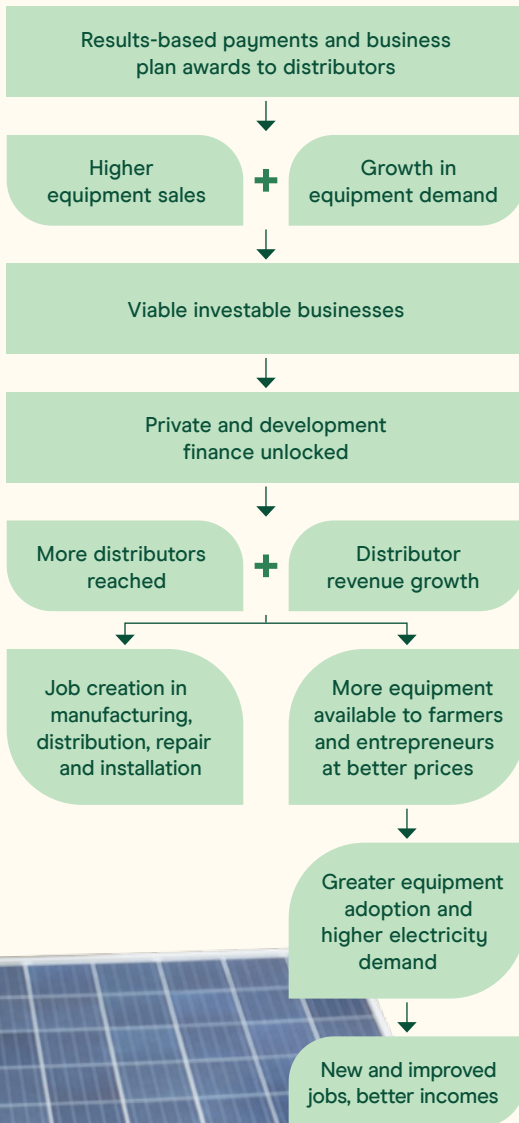 Results-based payments and business
plan awards to distributors
Higher
equipment sales
+
Growth in
equipment demand
Viable investable businesses
Private and development
finance unlocked
More distributors
reached
+
Distributor
revenue growth
Job creation in
manufacturing,
distribution, repair
and installation
More equipment
available to farmers
and entrepreneurs
at better prices
Greater equipment
adoption and
higher electricity
demand
New and improved
jobs, better incomes